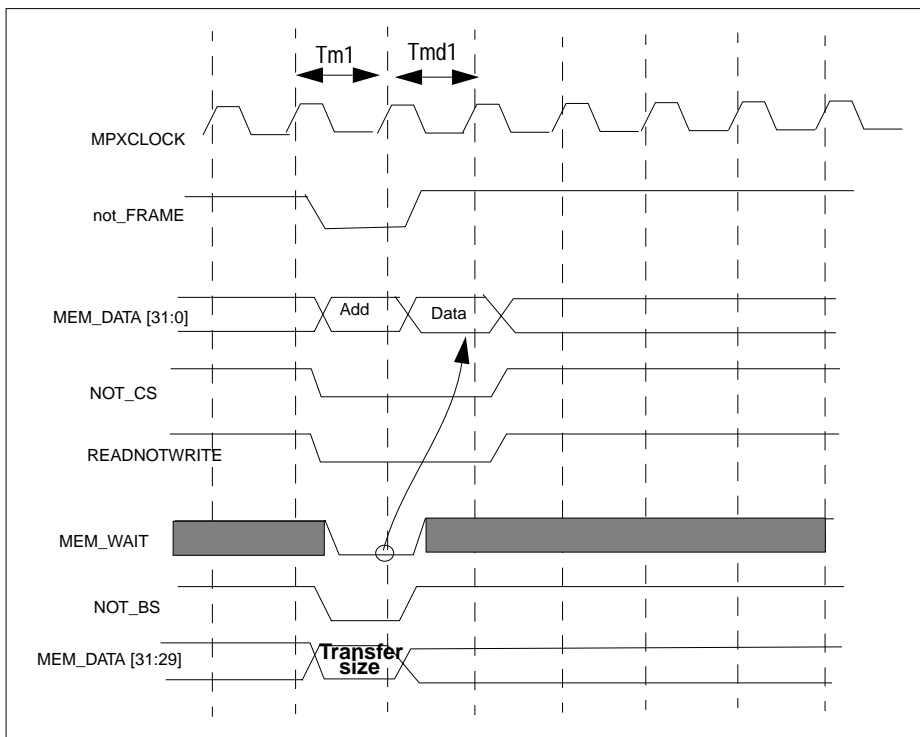 Tm1 Tmd1
MPXCLOCK
not_FRAME
MEM_DATA [31:0] Add Data
NOT_CS
READNOTWRITE
MEM_WAIT
NOT_BS
MEM_DATA [31:29] Transfer
size